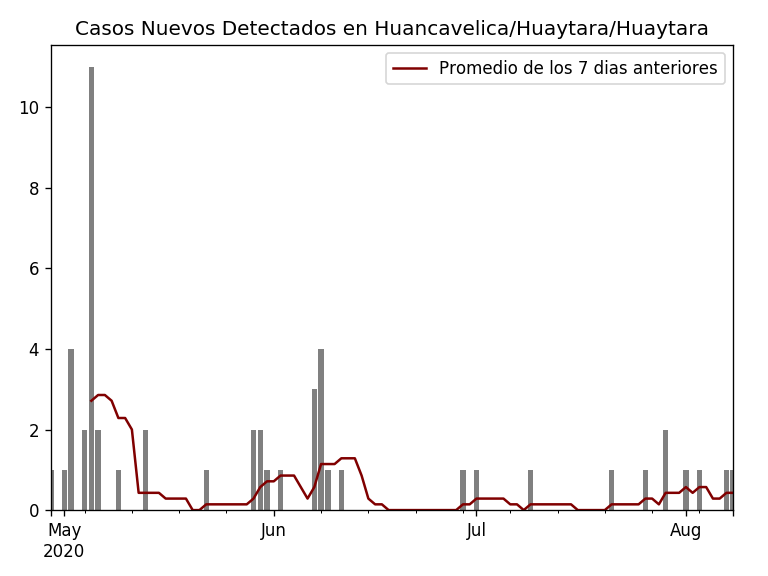 Casos Nuevos Detectados en Huancavelica/Huaytara/Huaytara
Promedio de los 7 dias anteriores
10
8
6
4
2
0
May Jun Jul Aug
2020